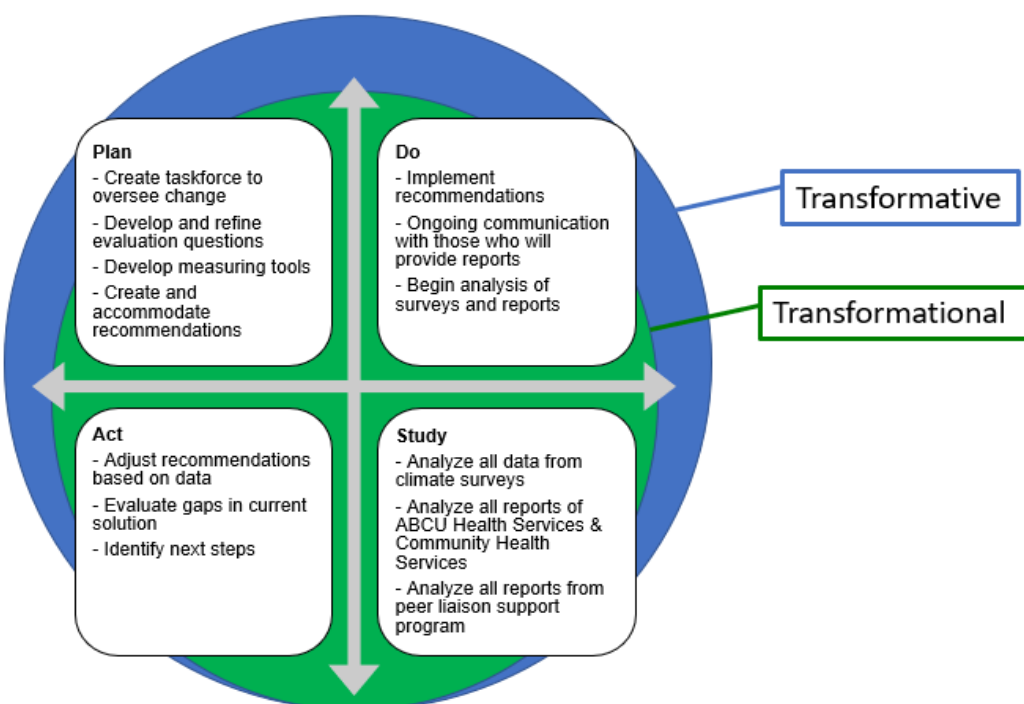 Plan
- Create taskforce to
oversee change
- Develop and refine
evaluation questions
- Develop measuring tools
- Create and
accommodate
recommendations
Do
- Implement
recommendations
- Ongoing communication
with those who will
provide reports
- Begin analysis of
surveys and reports
Transformative
Transformational
Act
- Adjust recommendations
based on data
- Evaluate gaps in current
solution
- Identify next steps
Study
- Analyze all data from
climate surveys
- Analyze all reports of
ABCU Health Services &
Community Health
Services
- Analyze all reports from
peer liaison support
program